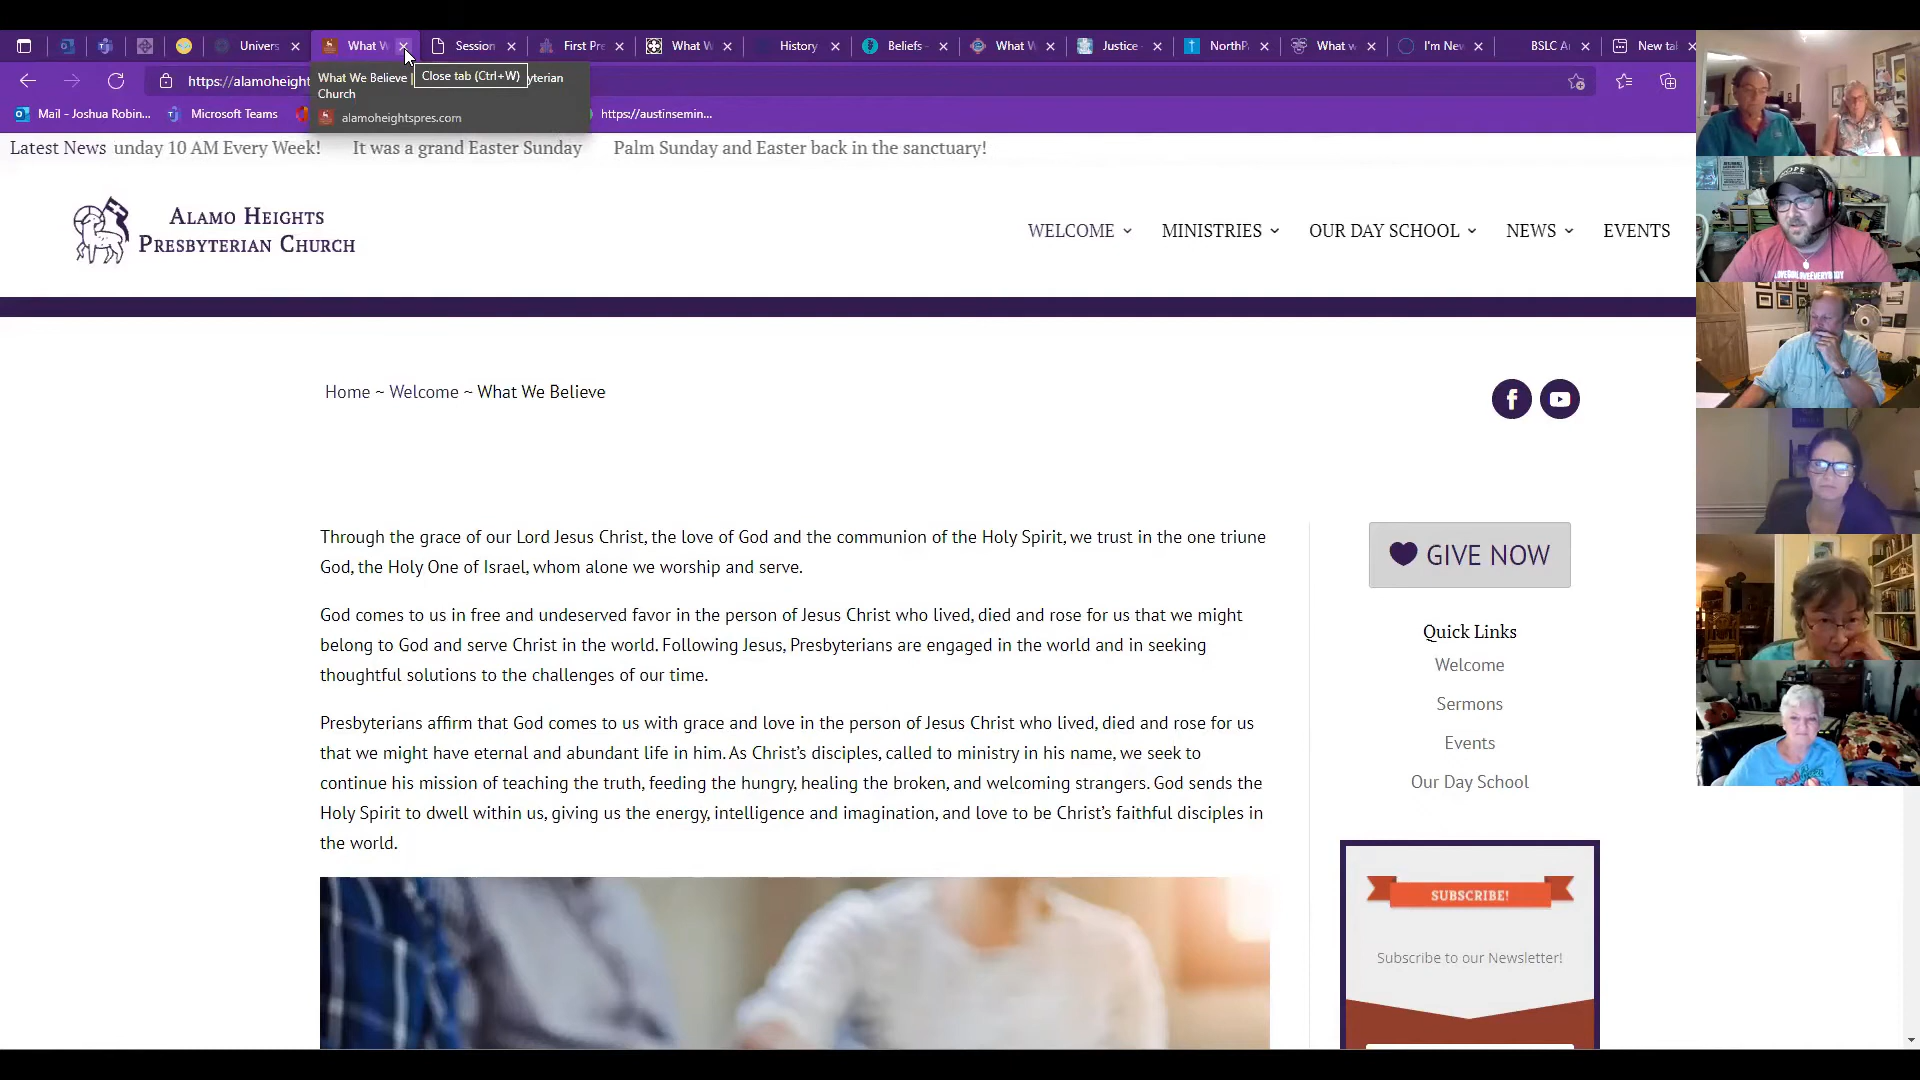 Univers
What W
Session
First Pre
What W
History
Beliefs -
What W
Justice -
NorthP
What w
I'm New
BSLC A
New tal
https://alamoheight
What We Believe | yterian
Church
alamoheightspres.com
Close tab (Ctrl+W)
Mail - Joshua Robin...
Microsoft Teams
https://austinsemin...
Latest News unday 10 AM Every Week! It was a grand Easter Sunday Palm Sunday and Easter back in the sanctuary!
ALAMO HEIGHTS
PRESBYTERIAN CHURCH
WELCOME
MINISTRIES
OUR DAY SCHOOL
NEWS
EVENTS
Home ~ Welcome ~ What We Believe
Through the grace of our Lord Jesus Christ, the love of God and the communion of the Holy Spirit, we trust in the one triune
God, the Holy One of Israel, whom alone we worship and serve.
God comes to us in free and undeserved favor in the person of Jesus Christ who lived, died and rose for us that we might
belong to God and serve Christ in the world. Following Jesus, Presbyterians are engaged in the world and in seeking
thoughtful solutions to the challenges of our time.
Presbyterians affirm that God comes to us with grace and love in the person of Jesus Christ who lived, died and rose for us
that we might have eternal and abundant life in him. As Christ's disciples, called to ministry in his name, we seek to
continue his mission of teaching the truth, feeding the hungry, healing the broken, and welcoming strangers. God sends the
Holy Spirit to dwell within us, giving us the energy, intelligence and imagination, and love to be Christ's faithful disciples in
the world.
GIVE NOW
Quick Links
Welcome
Sermons
Events
Our Day School
SUBSCRIBE!
Subscribe to our Newsletter!
HOPE
LOVEGODLOVEEVERYBODY